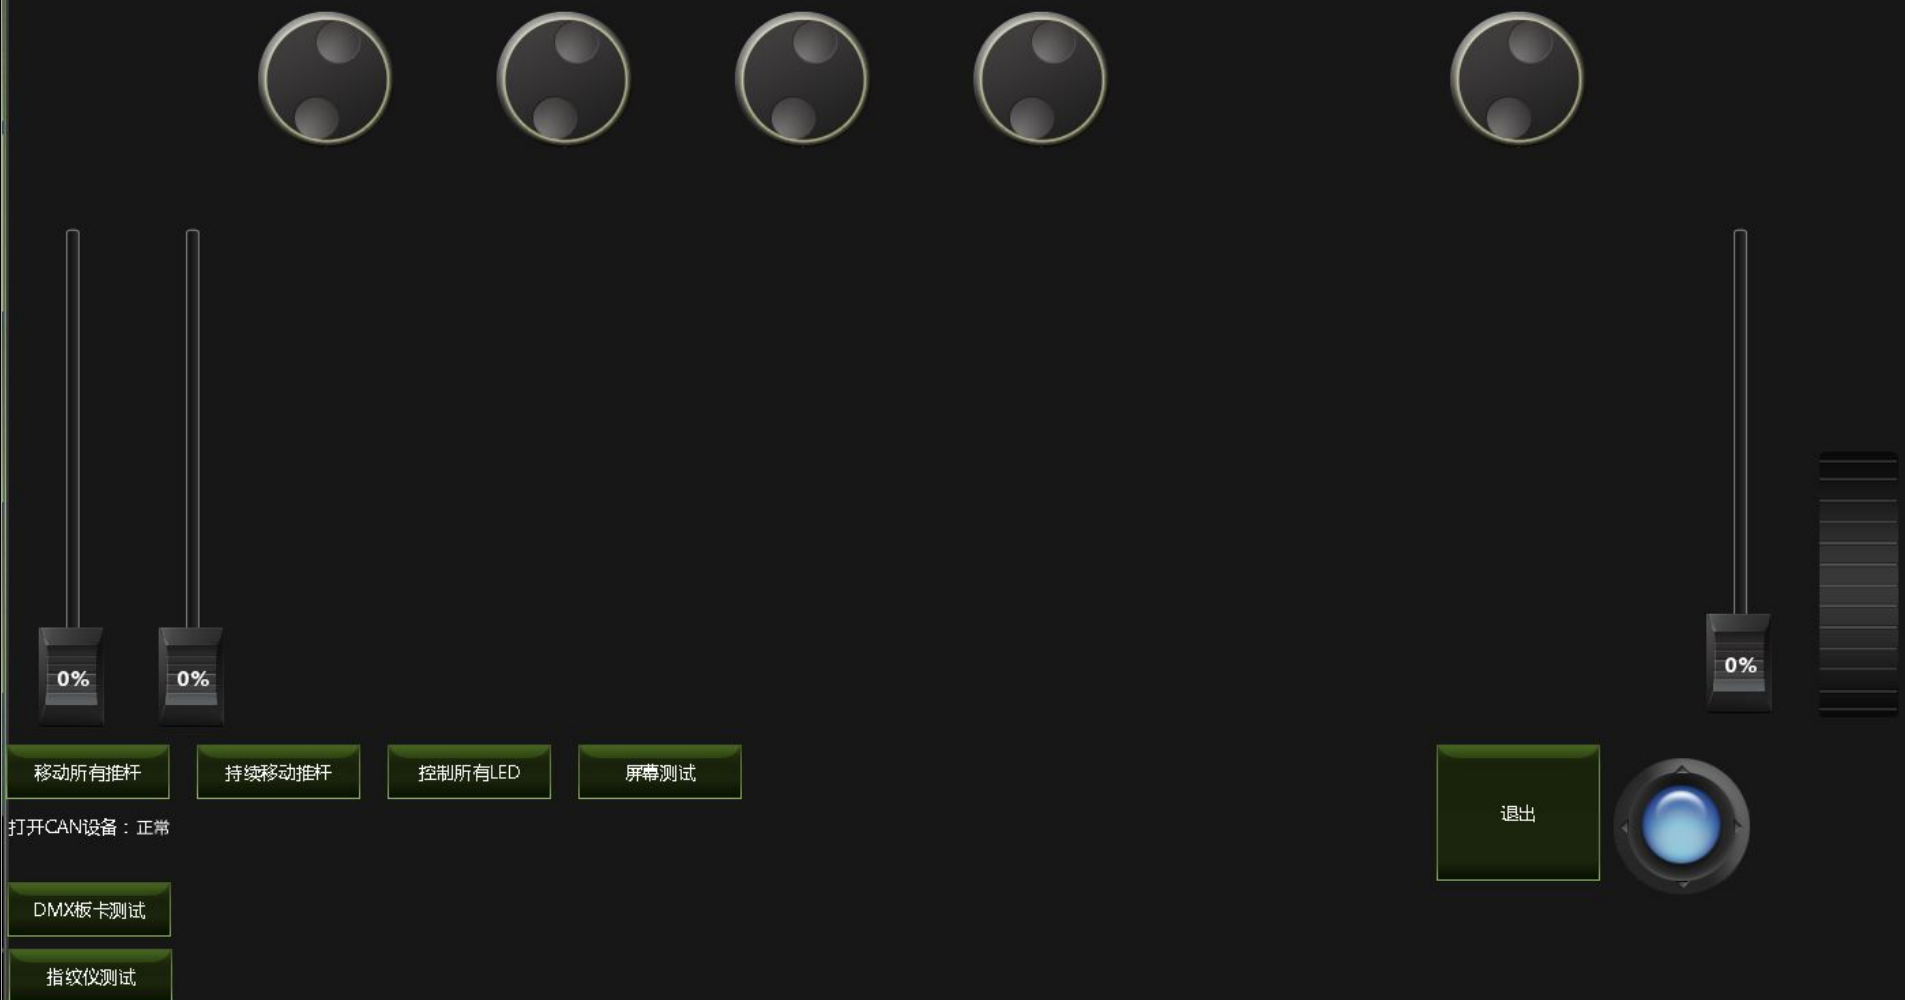 0%
0%
0%
移动所有推杆
持续移动推杆
控制所有LED
屏幕测试
退出
打开CAN设备：正常
DMX板卡测试
指纹仪测试